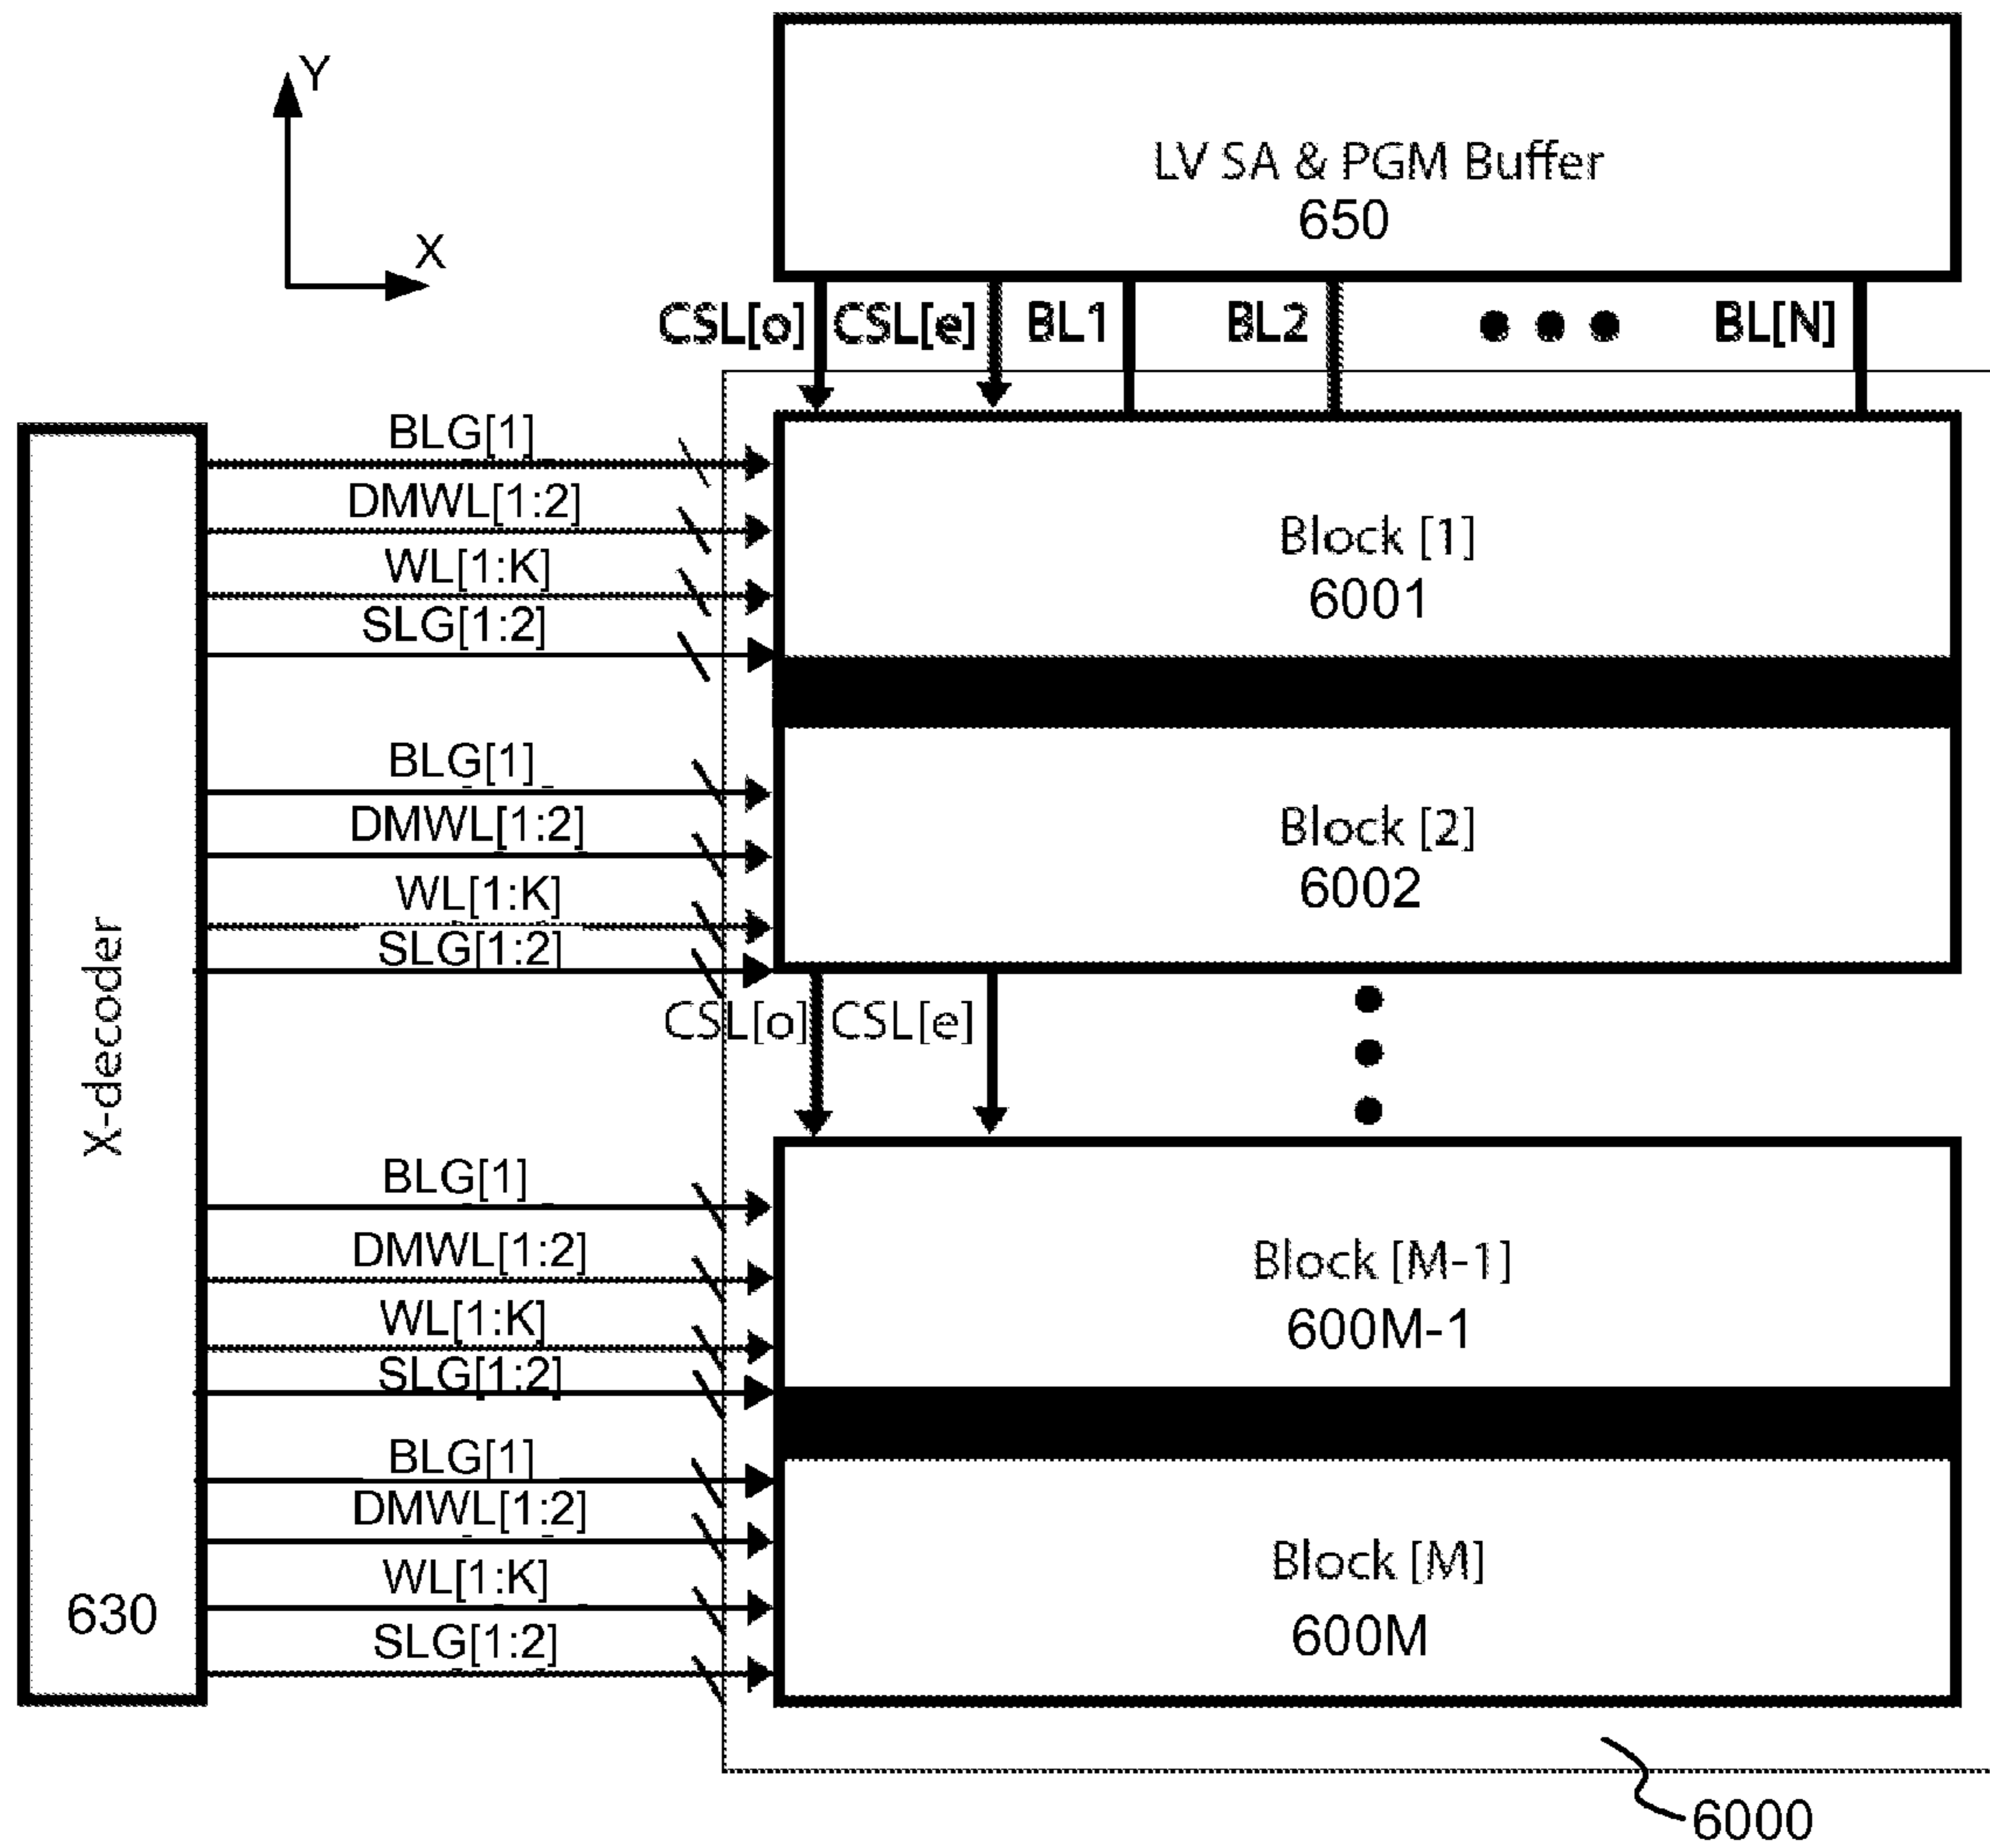 Y
X
LV SA & PGM Buffer
650
CSL[o] CSL[e] BL1 BL2 BL[N]
BLG[1]
DMWL[1:2]
WL[1:K]
SLG[1:2]
Block [1]
6001
BLG[1]
DMWL[1:2]
WL[1:K]
SLG[1:2]
Block [2]
6002
CSL[o] CSL[e]
X-decoder
630
BLG[1]
DMWL[1:2]
WL[1:K]
SLG[1:2]
Block [M-1]
600M-1
BLG[1]
DMWL[1:2]
WL[1:K]
SLG[1:2]
Block [M]
600M
6000